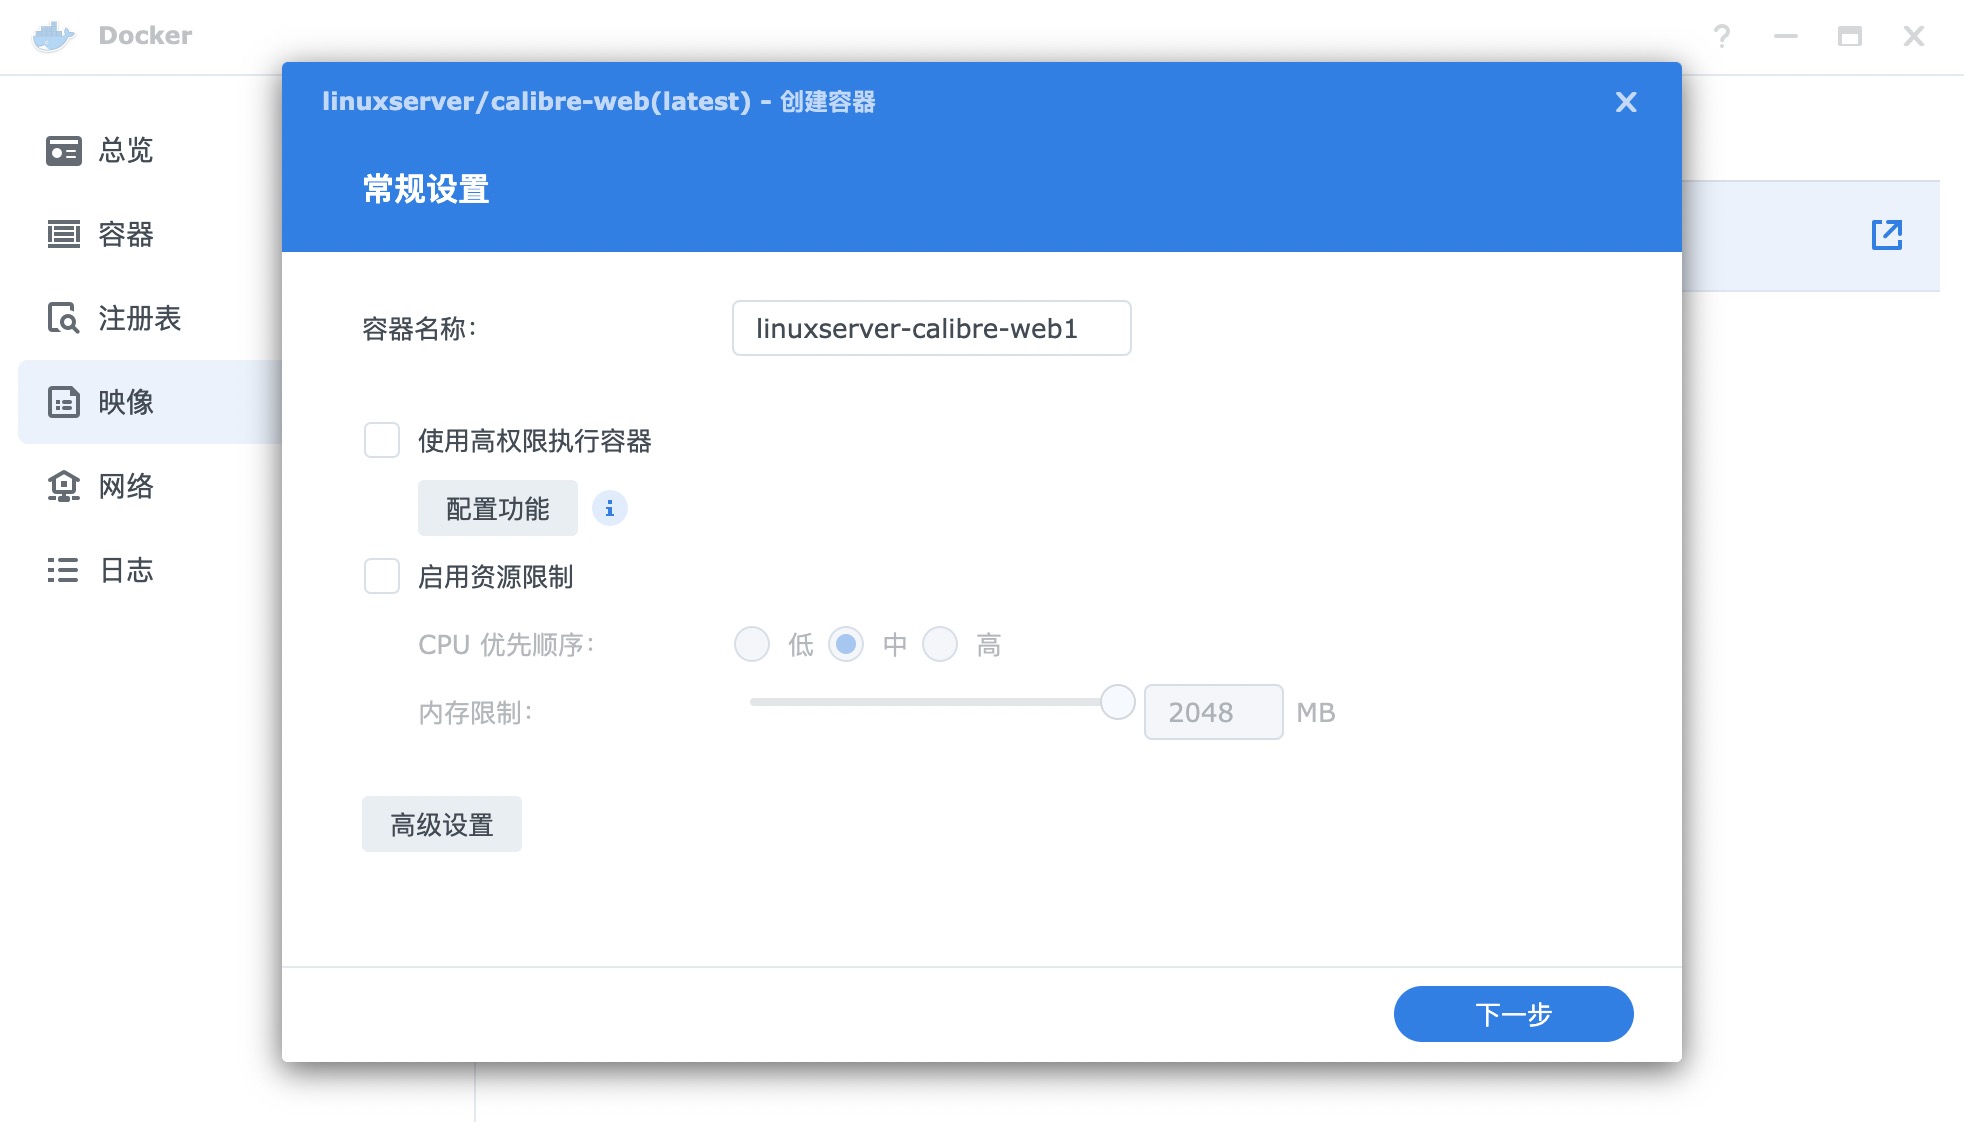 Docker
总览
容器
注册表
映像
网络
日志
linuxserver/calibre-web(latest) - 创建容器
常规设置
容器名称: linuxserver-calibre-web1
使用高权限执行容器
配置功能
启用资源限制
CPU 优先顺序: 低 中 高
内存限制: 2048 MB
高级设置
下一步